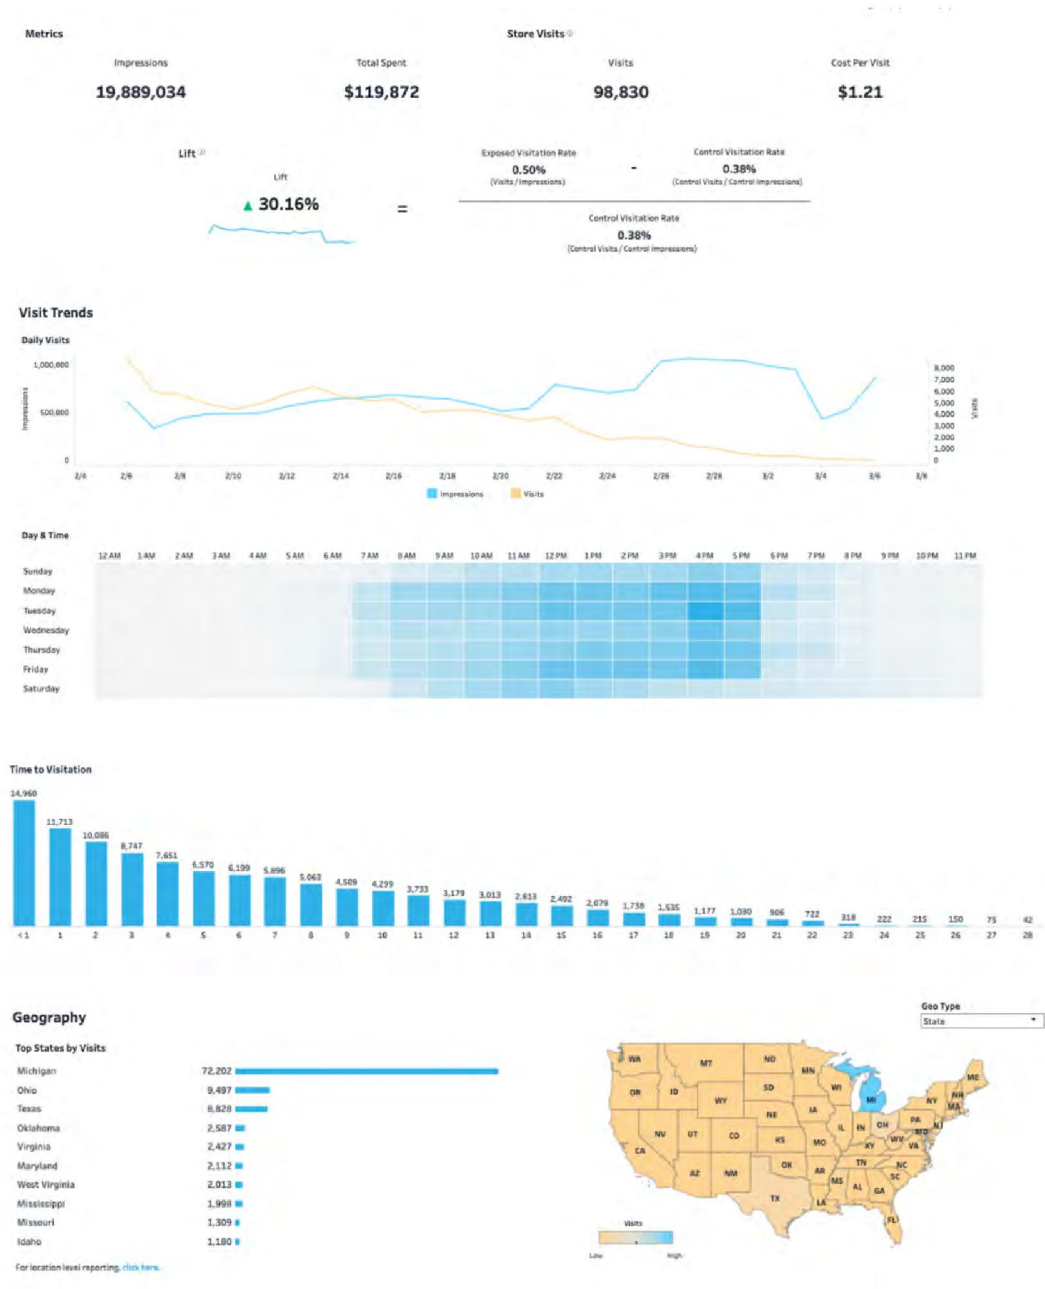 Metrics
Store Visits
Impressions
Total Spent
Visits
Cost Per Visit
19,889,034
$119,872
98,830
$1.21
Lift
Lift
30.16%
=
Exposed Visitation Rate
0.50%
(Visits / Impressions)
-
Control Visitation Rate
0.38%
(Control Visits / Control Impressions)
Control Visitation Rate
0.38%
(Control Visits / Control Impressions)
Visit Trends
Daily Visits
1,000,000
500,000
0
Impressions
8,000
7,000
6,000
5,000
4,000
3,000
2,000
1,000
0
Visits
2/4 2/6 2/8 2/10 2/12 2/14 2/16 2/18 2/20 2/22 2/24 2/26 2/28 3/2 3/4 3/6 3/8
Impressions Visits
Day & Time
12 AM 1 AM 2 AM 3 AM 4 AM 5 AM 6 AM 7 AM 8 AM 9 AM 10 AM 11 AM 12 PM 1 PM 2 PM 3 PM 4 PM 5 PM 6 PM 7 PM 8 PM 9 PM 10 PM 11 PM
Sunday
Monday
Tuesday
Wednesday
Thursday
Friday
Saturday
Time to Visitation
14,960 11,713 10,086 8,747 7,651 6,570 6,199 5,896 5,063 4,509 4,299 3,733 3,179 3,013 2,813 2,492 2,079 1,738 1,535 1,177 1,030 906 722 318 222 215 150 75 42
<1 1 2 3 4 5 6 7 8 9 10 11 12 13 14 15 16 17 18 19 20 21 22 23 24 25 26 27 28
Geography
Geo Type
State
Top States by Visits
Michigan 72,202
Ohio 9,497
Texas 8,828
Oklahoma 2,587
Virginia 2,427
Maryland 2,112
West Virginia 2,013
Mississippi 1,998
Missouri 1,309
Idaho 1,180
For location level reporting, click here.
WA MT ND MN ME
OR ID SD WI NY NH
WY MI MA
NE IA PA NJ
NV UT CO IL IN OH MD
CA KS MO KY WV VA
AZ NM OK AR TN NC
SC
MS AL GA
TX LA
FL
Visits
Low High